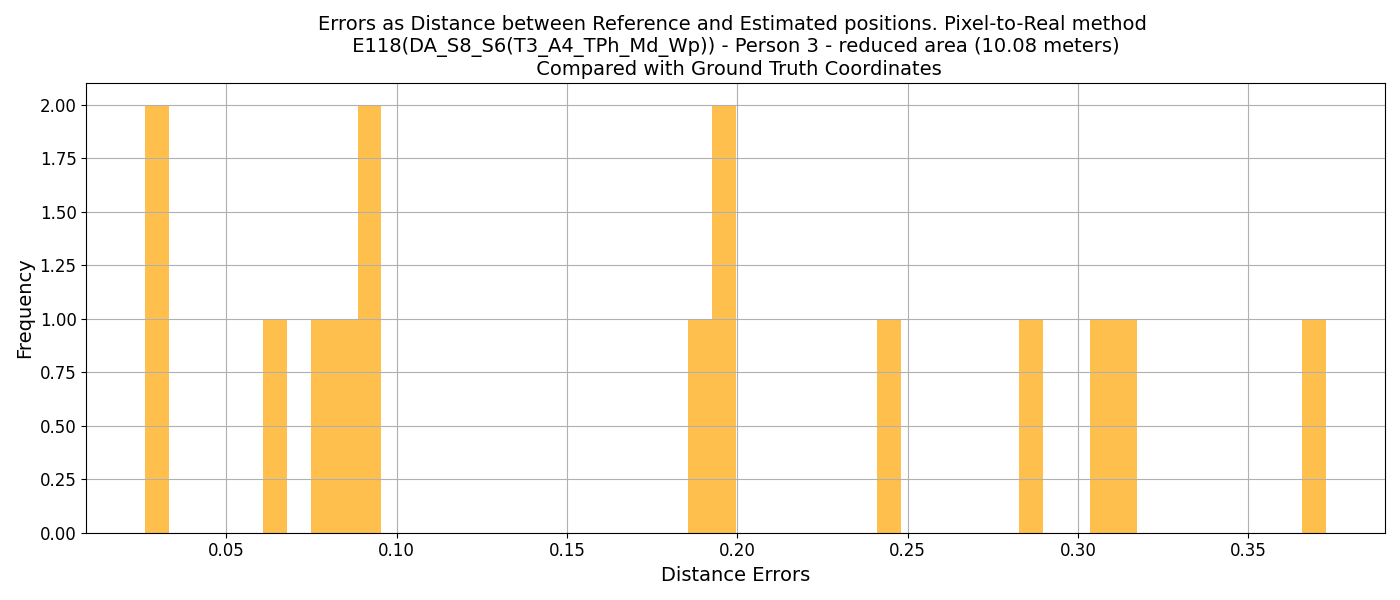 Errors as Distance between Reference and Estimated positions. Pixel-to-Real method
E118(DA_S8_S6(T3_A4_TPh_Md_Wp)) - Person 3 - reduced area (10.08 meters)
Compared with Ground Truth Coordinates
2.00
1.75
1.50
1.25
1.00
0.75
0.50
0.25
0.00
Frequency
0.05 0.10 0.15 0.20 0.25 0.30 0.35
Distance Errors